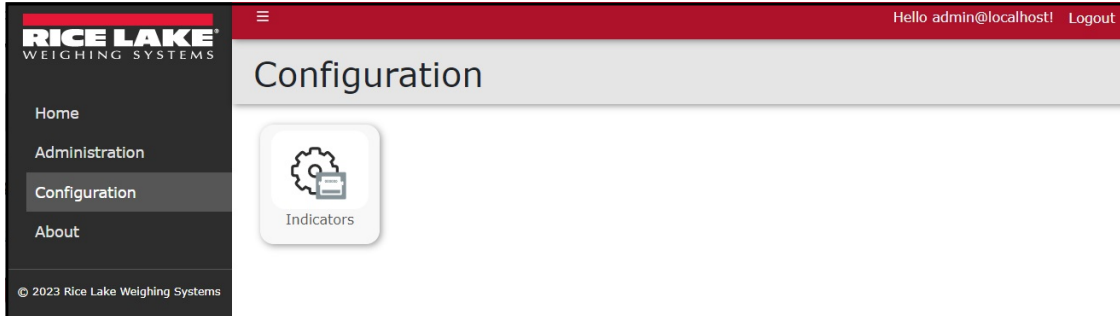 RICE LAKE®
WEIGHING SYSTEMS
Home
Administration
Configuration
About
© 2023 Rice Lake Weighing Systems
Hello admin@localhost! Logout
Configuration
Indicators